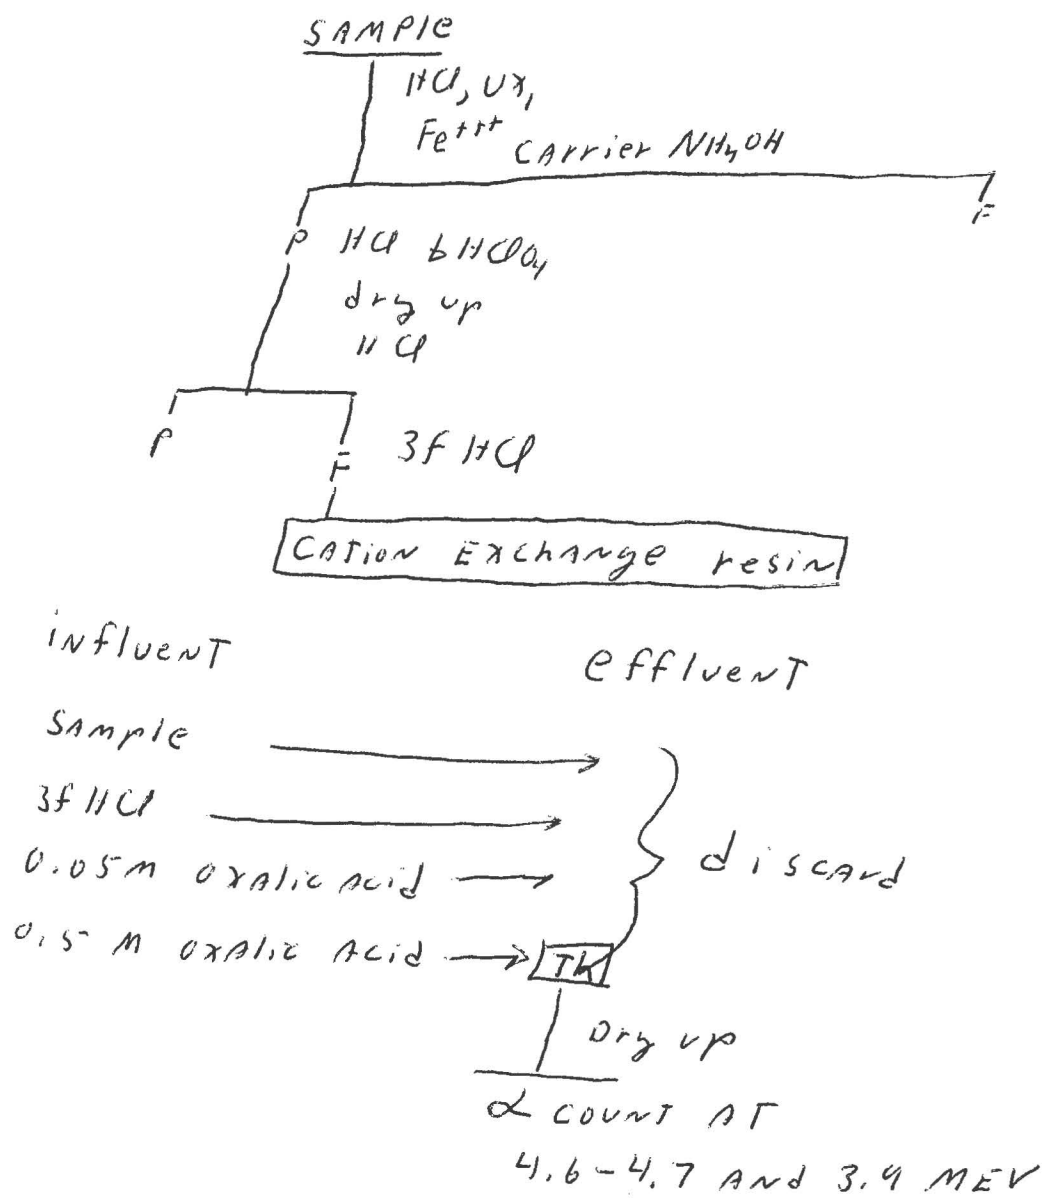 SAMPLE
HCl, UX,
Fe+++ CArrier NH4OH
F
P HCl 6HClO4
dry up
HCl
P
F 3f HCl
CATioN EXchANge resiN
iNflueNT
effluenT
SAMple
3f HCl
discard
0.05M oxAlic Acid
0.5 M oxAlic Acid
Th
Dry up
α couNT AT
4.6-4.7 ANd 3.9 MEV